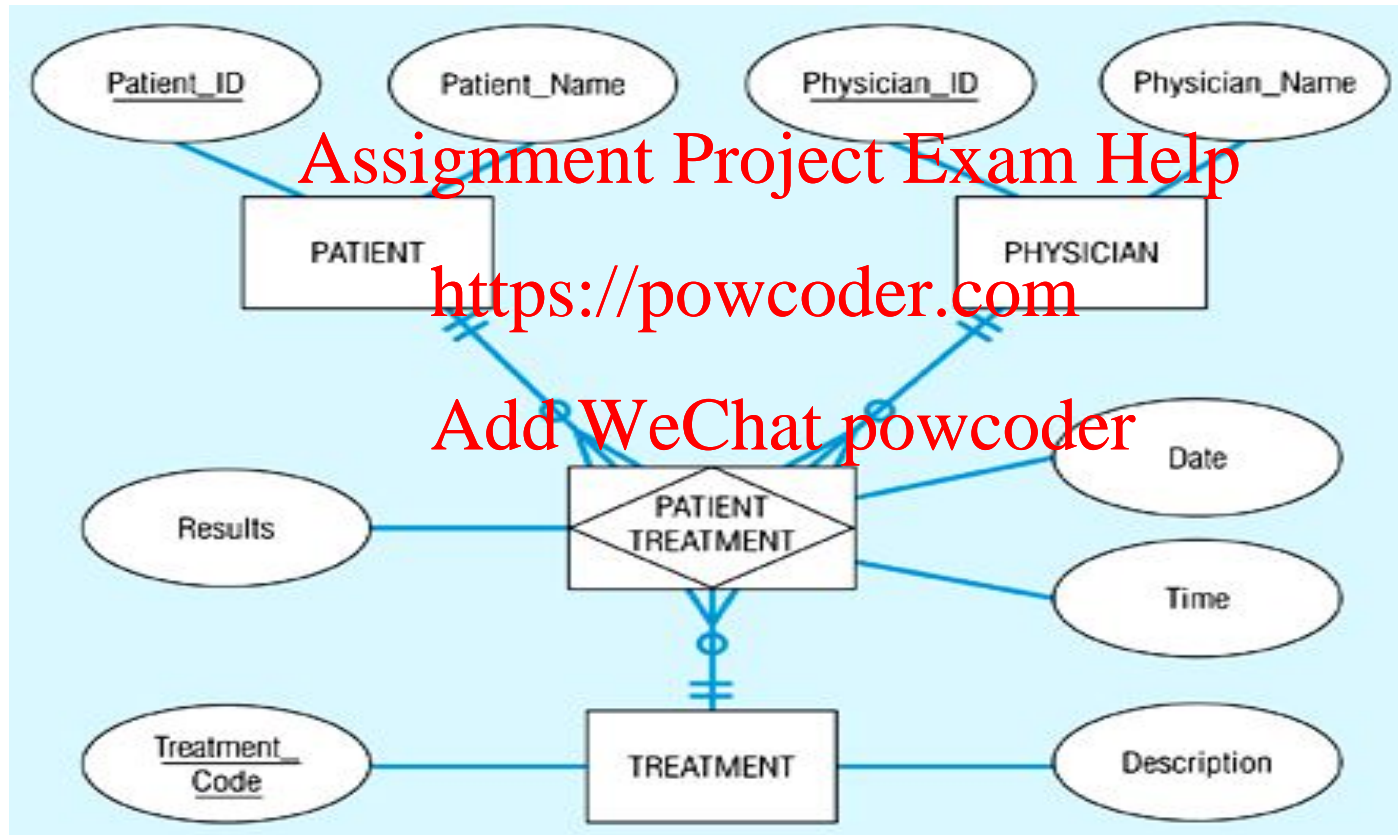 Patient_ID
Patient_Name
Physician_ID
Physician_Name
Assignment Project Exam Help
PATIENT
PHYSICIAN
https://powcoder.com
Add WeChat powcoder
Date
Results
PATIENT
TREATMENT
Time
Treatment_
Code
TREATMENT
Description